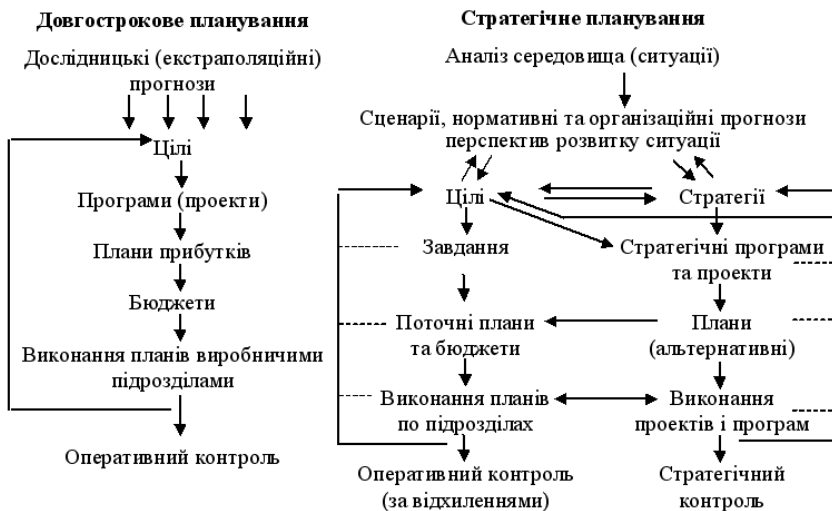 Довгострокове планування
Дослідницькі (екстраполяційні)
прогнози
Цілі
Програми (проекти)
Плани прибутків
Бюджети
Виконання планів виробничими
підрозділами
Оперативний контроль
Стратегічне планування
Аналіз середовища (ситуації)
Сценарії, нормативні та організаційні прогнози
перспектив розвитку ситуації
Цілі
Стратегії
Завдання
Стратегічні програми
та проекти
Поточні плани
та бюджети
Плани
(альтернативні)
Виконання планів
по підрозділах
Виконання
проектів і програм
Оперативний контроль
(за відхиленнями)
Стратегічний
контроль